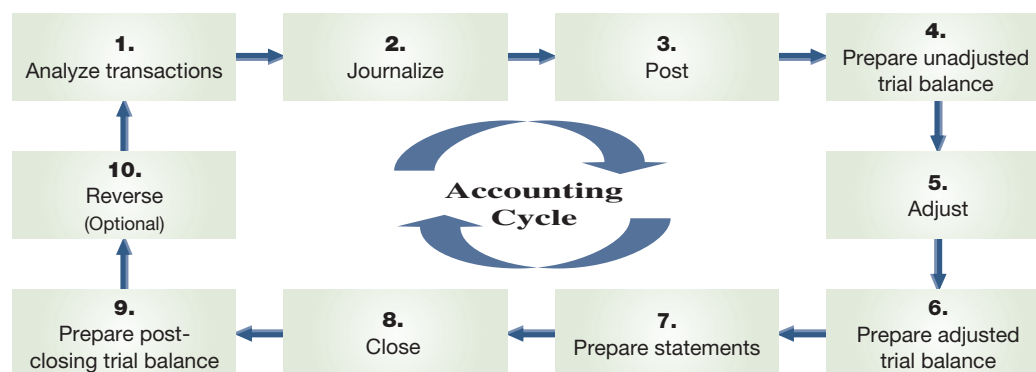 1.
Analyze transactions
2.
Journalize
3.
Post
4.
Prepare unadjusted
trial balance
5.
Adjust
6.
Prepare adjusted
trial balance
7.
Prepare statements
8.
Close
9.
Prepare post-
closing trial balance
10.
Reverse
(Optional)
Accounting
Cycle